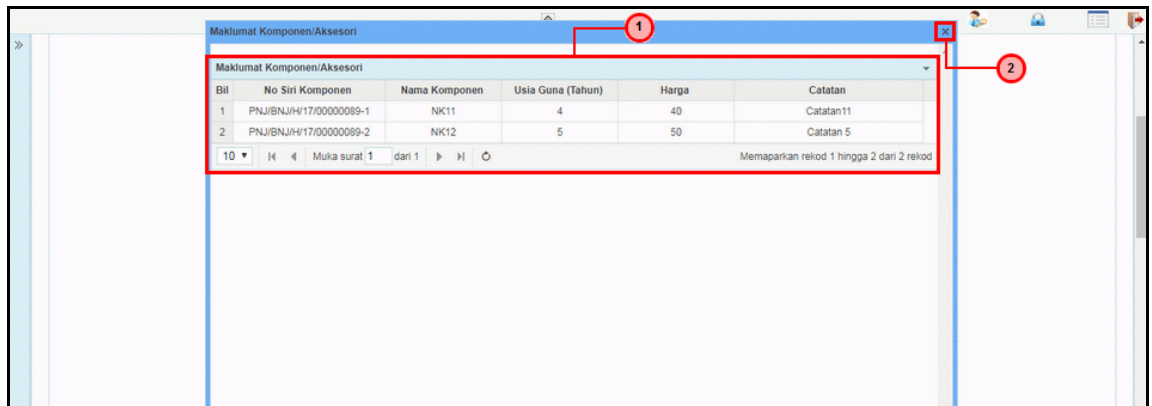 Maklumat Komponen/Aksesori
1
»
Maklumat Komponen/Aksesori
2
Bil No Siri Komponen Nama Komponen Usia Guna (Tahun) Harga Catatan
1 PNJ/BNJ/H/17/00000089-1 NK11 4 40 Catatan11
2 PNJ/BNJ/H/17/00000089-2 NK12 5 50 Catatan 5
10 Muka surat 1 dari 1 Memaparkan rekod 1 hingga 2 dari 2 rekod